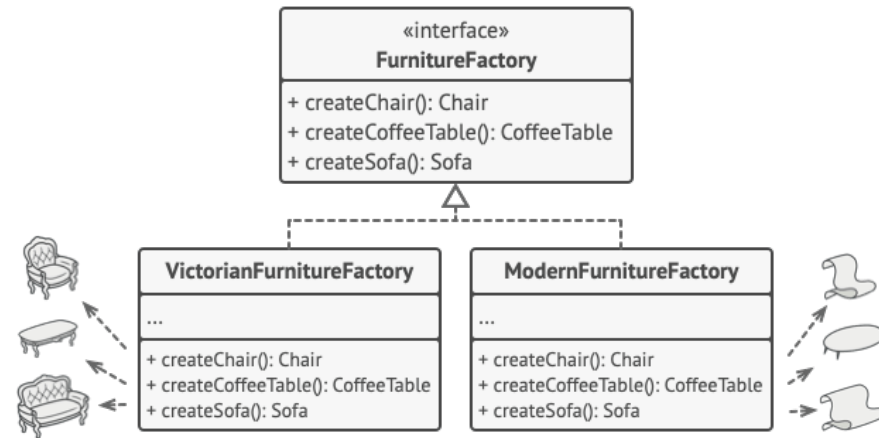 «interface»
FurnitureFactory
+ createChair(): Chair
+ createCoffeeTable(): CoffeeTable
+ createSofa(): Sofa
VictorianFurnitureFactory
...
+ createChair(): Chair
+ createCoffeeTable(): CoffeeTable
+ createSofa(): Sofa
ModernFurnitureFactory
...
+ createChair(): Chair
+ createCoffeeTable(): CoffeeTable
+ createSofa(): Sofa